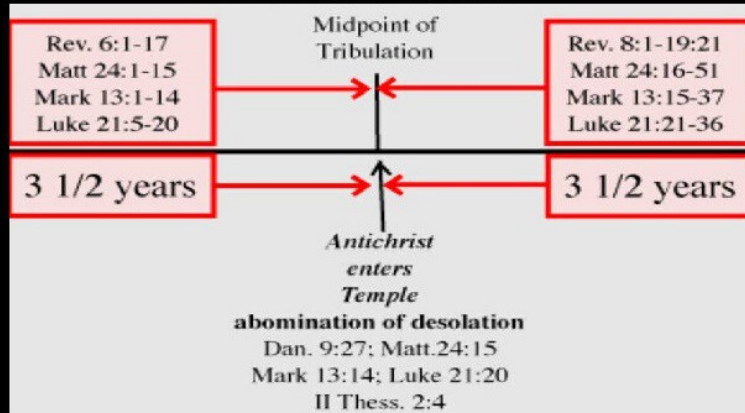 Midpoint of
Tribulation
Rev. 6:1-17
Matt 24:1-15
Mark 13:1-14
Luke 21:5-20
Rev. 8:1-19:21
Matt 24:16-51
Mark 13:15-37
Luke 21:21-36
3 1/2 years
3 1/2 years
Antichrist
enters
Temple
abomination of desolation
Dan. 9:27; Matt.24:15
Mark 13:14; Luke 21:20
II Thess. 2:4